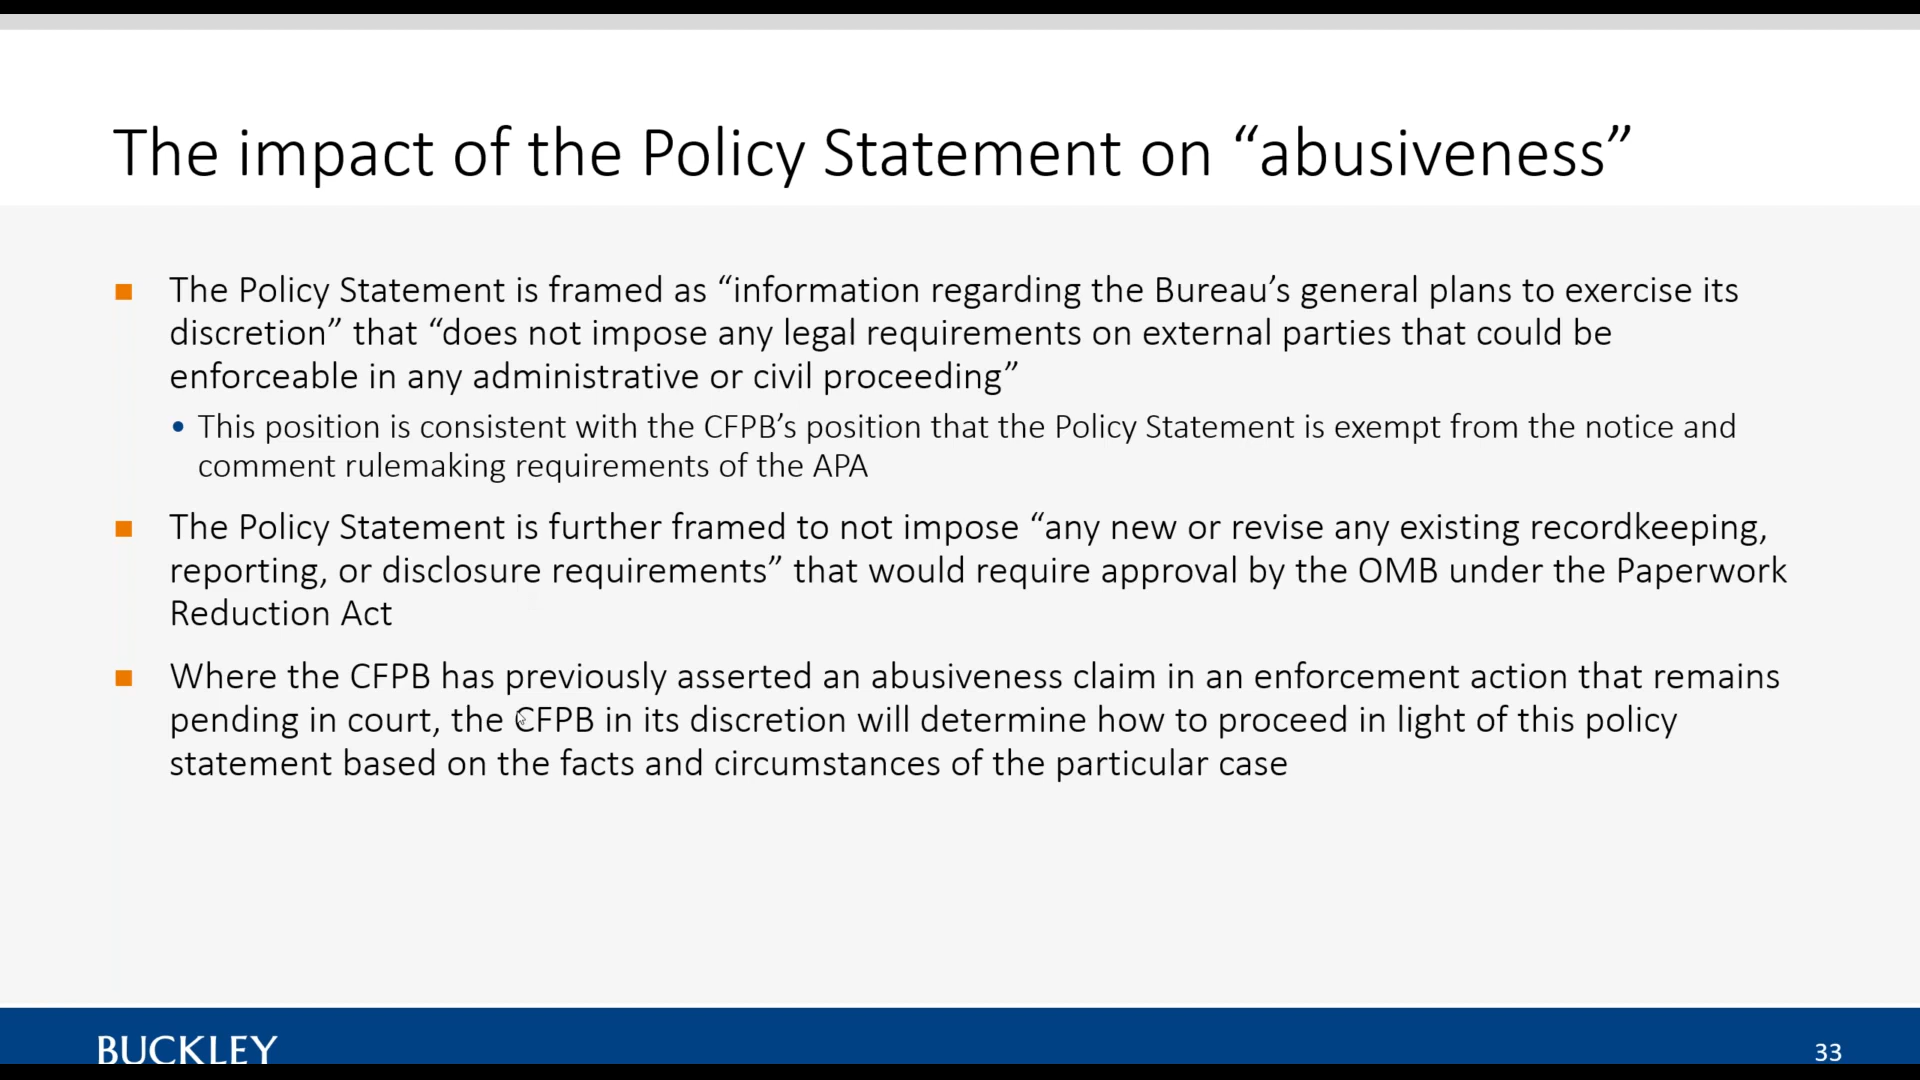 The impact of the Policy Statement on “abusiveness”
The Policy Statement is framed as “information regarding the Bureau’s general plans to exercise its
discretion” that “does not impose any legal requirements on external parties that could be
enforceable in any administrative or civil proceeding”
• This position is consistent with the CFPB’s position that the Policy Statement is exempt from the notice and
comment rulemaking requirements of the APA
The Policy Statement is further framed to not impose “any new or revise any existing recordkeeping,
reporting, or disclosure requirements” that would require approval by the OMB under the Paperwork
Reduction Act
Where the CFPB has previously asserted an abusiveness claim in an enforcement action that remains
pending in court, the CFPB in its discretion will determine how to proceed in light of this policy
statement based on the facts and circumstances of the particular case
BUCKLEY
33